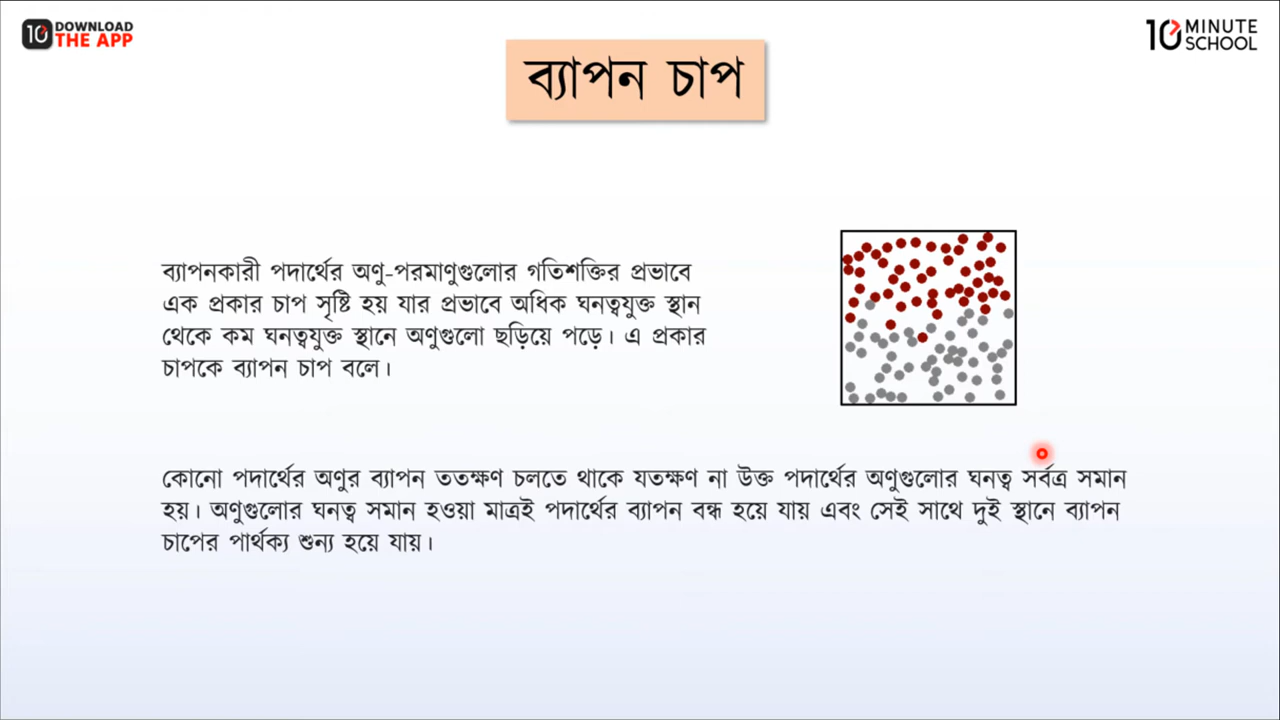 10 DOWNLOAD
THE APP
10 MINUTE
SCHOOL
ব্যাপন চাপ
ব্যাপনকারী পদার্থের অণু-পরমাণুগুলোর গতিশক্তির প্রভাবে
এক প্রকার চাপ সৃষ্টি হয় যার প্রভাবে অধিক ঘনত্বযুক্ত স্থান
থেকে কম ঘনত্বযুক্ত স্থানে অণুগুলো ছড়িয়ে পড়ে। এ প্রকার
চাপকে ব্যাপন চাপ বলে।
কোনো পদার্থের অণুর ব্যাপন ততক্ষণ চলতে থাকে যতক্ষণ না উক্ত পদার্থের অণুগুলোর ঘনত্ব সর্বত্র সমান
হয়। অণুগুলোর ঘনত্ব সমান হওয়া মাত্রই পদার্থের ব্যাপন বন্ধ হয়ে যায় এবং সেই সাথে দুই স্থানে ব্যাপন
চাপের পার্থক্য শুন্য হয়ে যায়।